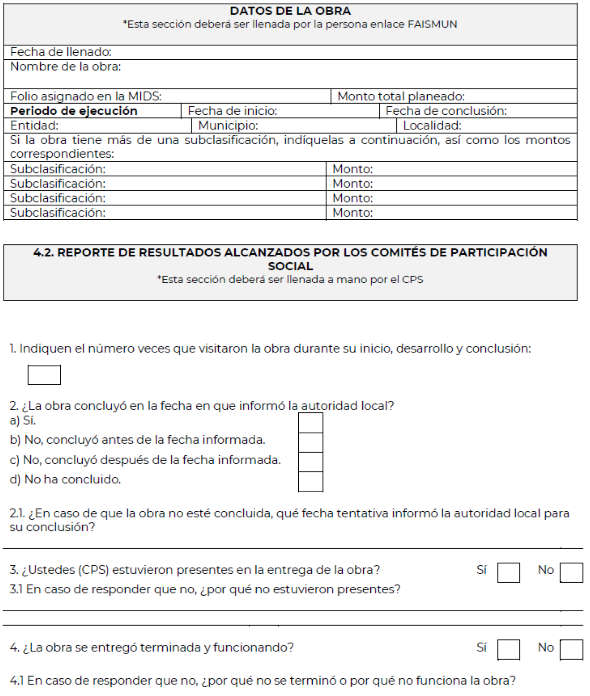 DATOS DE LA OBRA
*Esta sección deberá ser llenada por la persona enlace FAISMUN
Fecha de llenado:
Nombre de la obra:
Folio asignado en la MIDS: Monto total planeado:
Periodo de ejecución Fecha de inicio: Fecha de conclusión:
Entidad: Municipio: Localidad:
Si la obra tiene más de una subclasificación, indíquelas a continuación, así como los montos
correspondientes:
Subclasificación: Monto:
Subclasificación: Monto:
Subclasificación: Monto:
Subclasificación: Monto:
4.2. REPORTE DE RESULTADOS ALCANZADOS POR LOS COMITÉS DE PARTICIPACIÓN
SOCIAL
*Esta sección deberá ser llenada a mano por el CPS
1. Indiquen el número veces que visitaron la obra durante su inicio, desarrollo y conclusión:
2. ¿La obra concluyó en la fecha en que informó la autoridad local?
a) Sí.
b) No, concluyó antes de la fecha informada.
c) No, concluyó después de la fecha informada.
d) No ha concluido.
2.1. ¿En caso de que la obra no esté concluida, qué fecha tentativa informó la autoridad local para
su conclusión?
3. ¿Ustedes (CPS) estuvieron presentes en la entrega de la obra? Sí No
3.1 En caso de responder que no, ¿por qué no estuvieron presentes?
4. ¿La obra se entregó terminada y funcionando? Sí No
4.1 En caso de responder que no, ¿por qué no se terminó o por qué no funciona la obra?